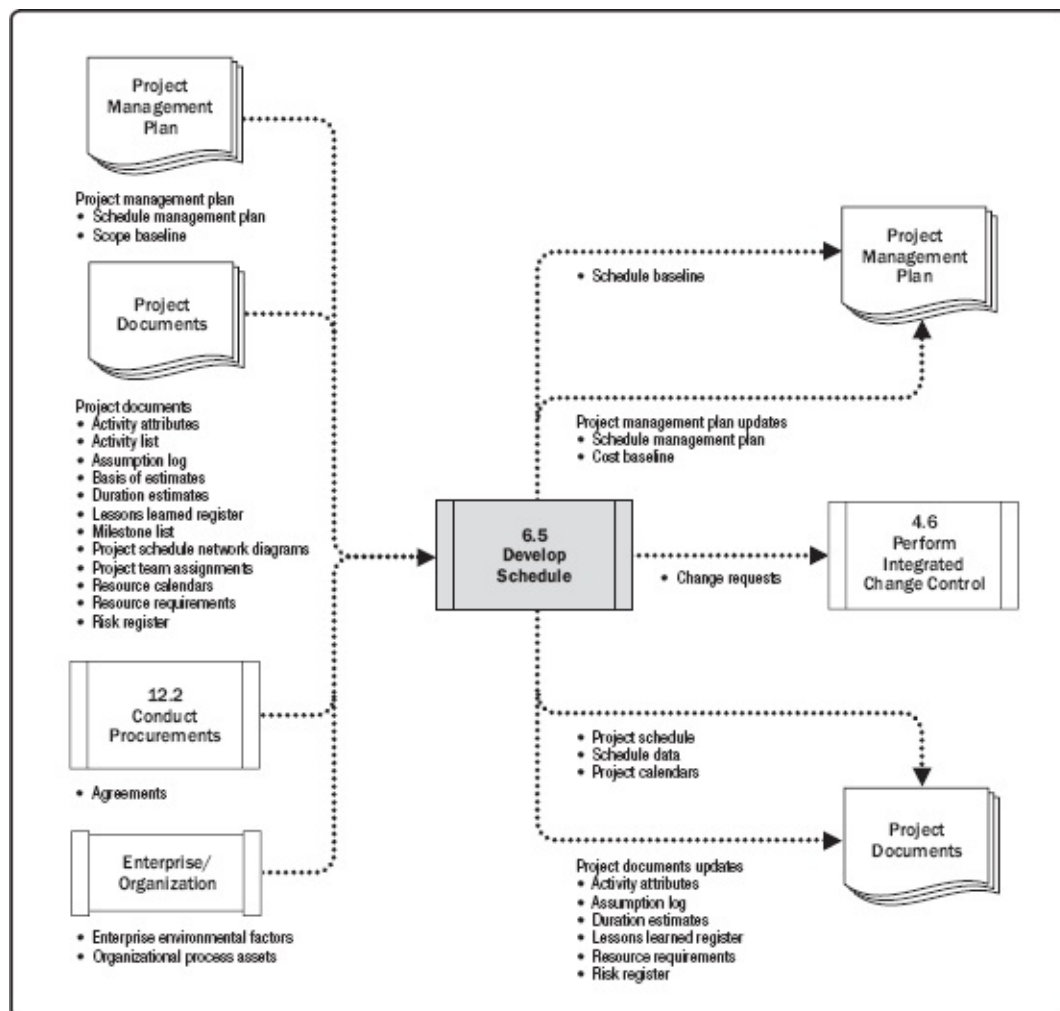 Project
Management
Plan
Project management plan
• Schedule management plan
• Scope baseline
Project
Documents
Project documents
• Activity attributes
• Activity list
• Assumption log
• Basis of estimates
• Duration estimates
• Lessons learned register
• Milestone list
• Project schedule network diagrams
• Project team assignments
• Resource calendars
• Resource requirements
• Risk register
12.2
Conduct
Procurements
• Agreements
Enterprise/
Organization
• Enterprise environmental factors
• Organizational process assets
6.5
Develop
Schedule
• Schedule baseline
Project
Management
Plan
Project management plan updates
• Schedule management plan
• Cost baseline
• Change requests
4.6
Perform
Integrated
Change Control
• Project schedule
• Schedule data
• Project calendars
Project
Documents
Project documents updates
• Activity attributes
• Assumption log
• Duration estimates
• Lessons learned register
• Resource requirements
• Risk register